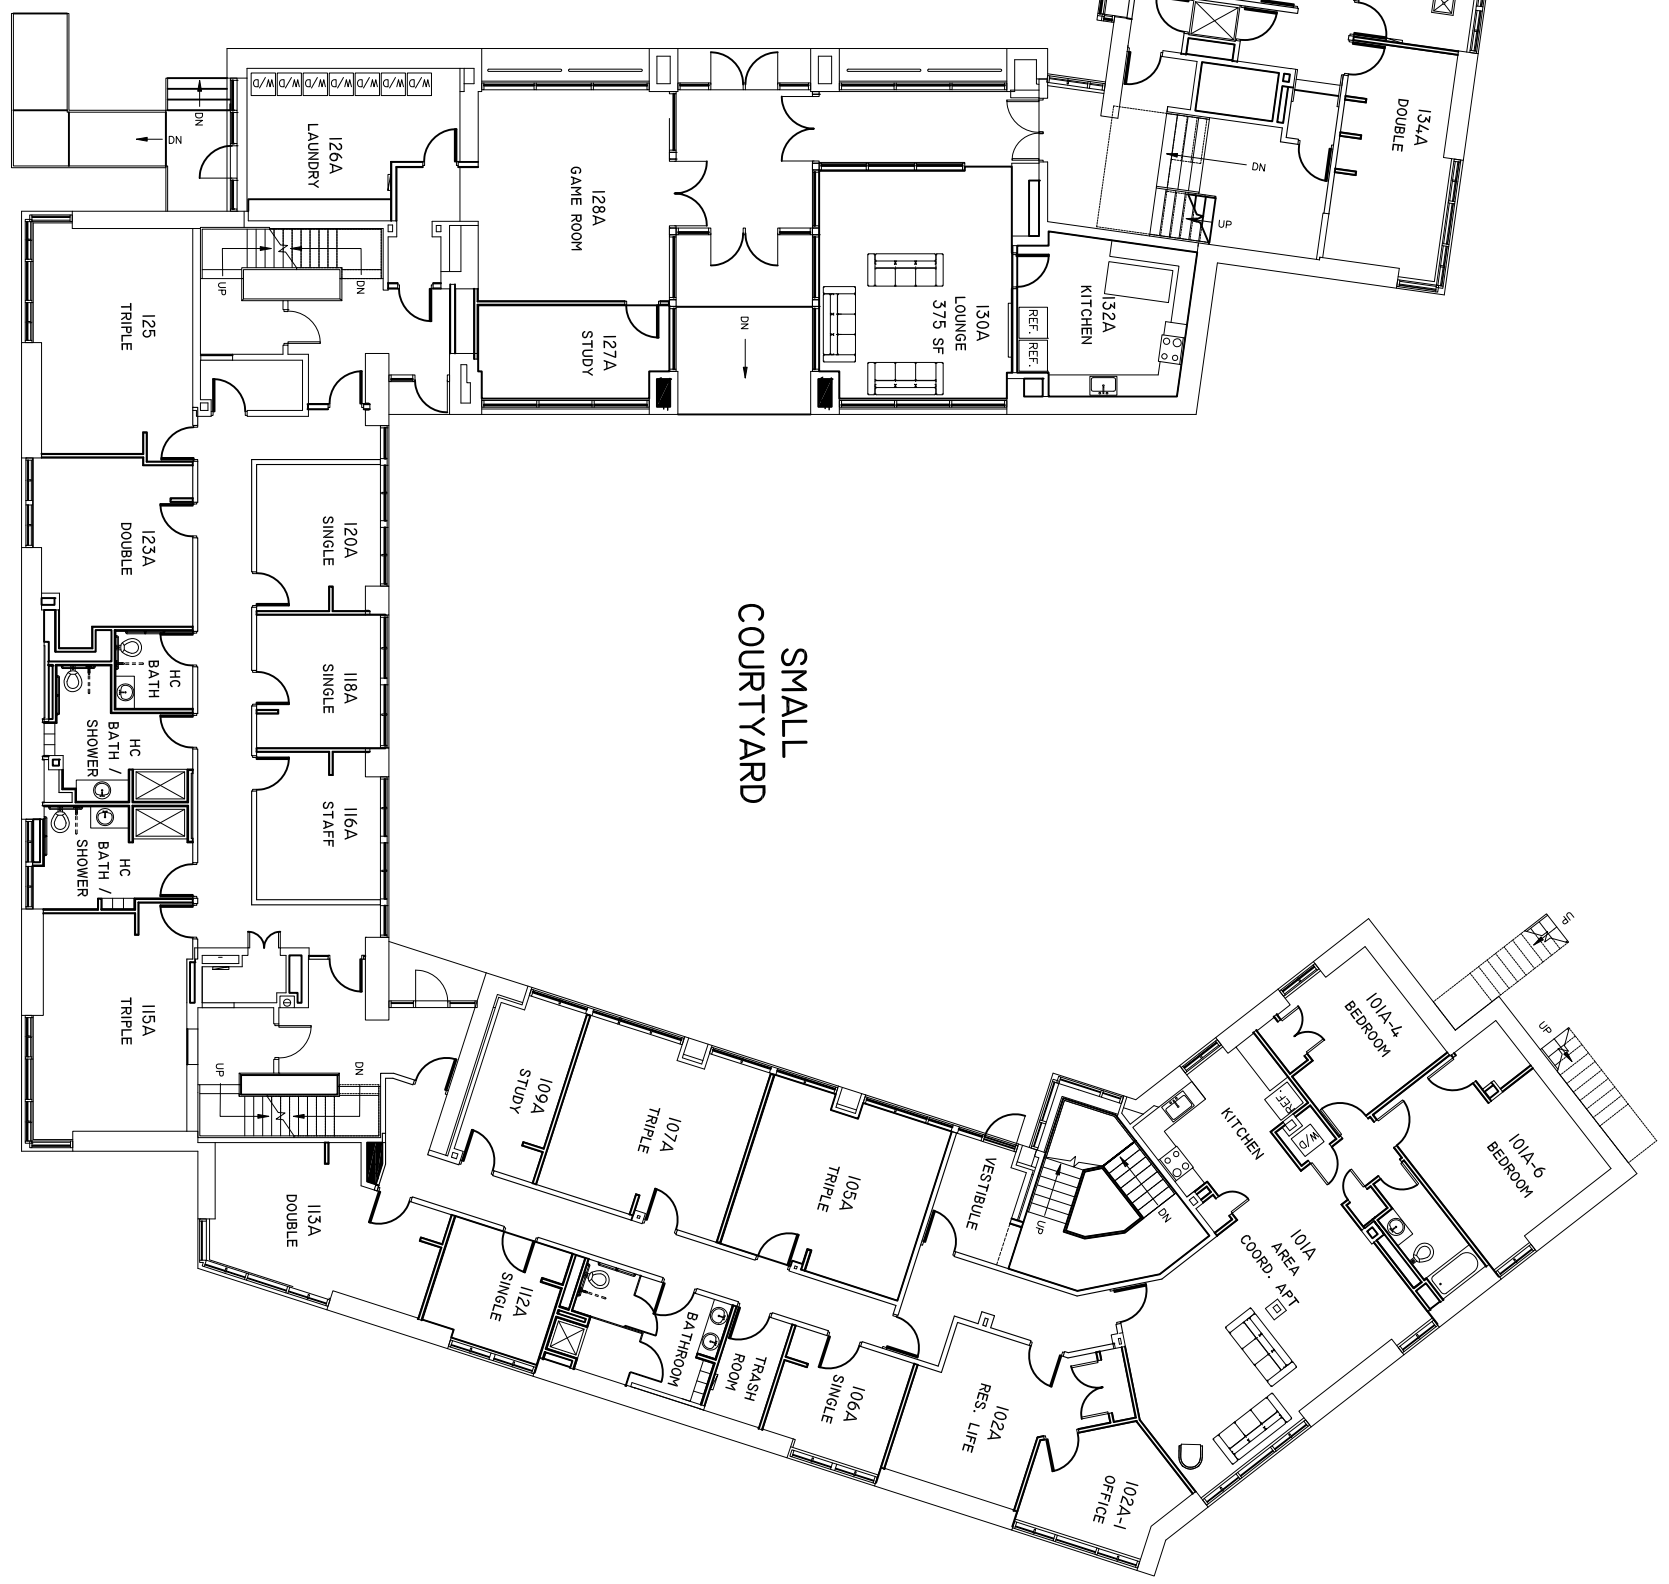 134A
DOUBLE
DN
UP
W/D
W/D
W/D
W/D
W/D
W/D
W/D
DN
DN
126A
LAUNDRY
128A
GAME ROOM
127A
STUDY
DN
130A
LOUNGE
375 SF
132A
KITCHEN
REF.
REF.
UP
DN
125
TRIPLE
123A
DOUBLE
120A
SINGLE
118A
SINGLE
116A
STAFF
HC
BATH
HC
BATH /
SHOWER
HC
BATH /
SHOWER
115A
TRIPLE
UP
DN
SMALL
COURTYARD
113A
DOUBLE
109A
STUDY
107A
TRIPLE
105A
TRIPLE
112A
SINGLE
BATHROOM
TRASH
ROOM
106A
SINGLE
VESTIBULE
UP
DN
102A
RES. LIFE
102A-1
OFFICE
101A
AREA
COORD. APT
KITCHEN
REF.
W/D
101A-4
BEDROOM
101A-6
BEDROOM
UP
UP